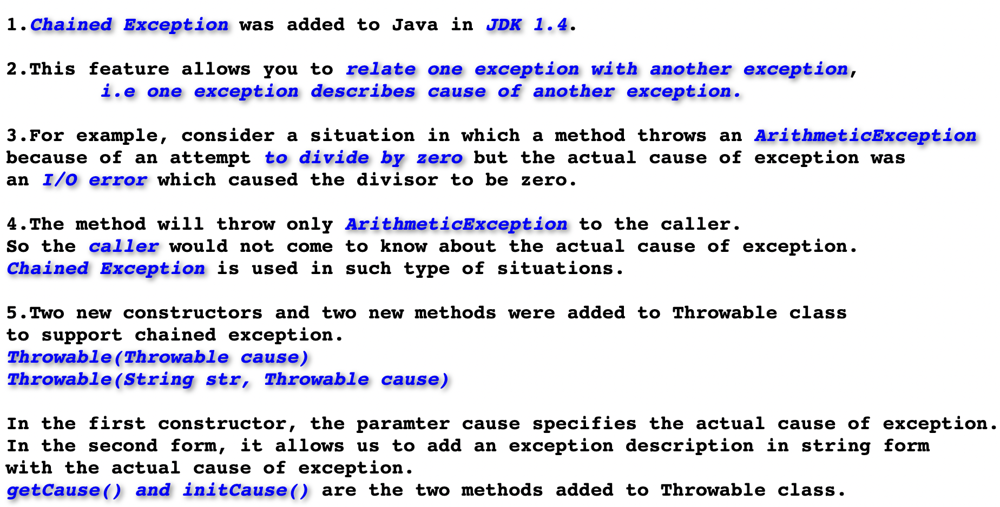 1.Chained Exception was added to Java in JDK 1.4.
2.This feature allows you to relate one exception with another exception,
i.e one exception describes cause of another exception.
3.For example, consider a situation in which a method throws an ArithmeticException
because of an attempt to divide by zero but the actual cause of exception was
an I/O error which caused the divisor to be zero.
4.The method will throw only ArithmeticException to the caller.
So the caller would not come to know about the actual cause of exception.
Chained Exception is used in such type of situations.
5.Two new constructors and two new methods were added to Throwable class
to support chained exception.
Throwable(Throwable cause)
Throwable(String str, Throwable cause)
In the first constructor, the paramter cause specifies the actual cause of exception.
In the second form, it allows us to add an exception description in string form
with the actual cause of exception.
getCause() and initCause() are the two methods added to Throwable class.